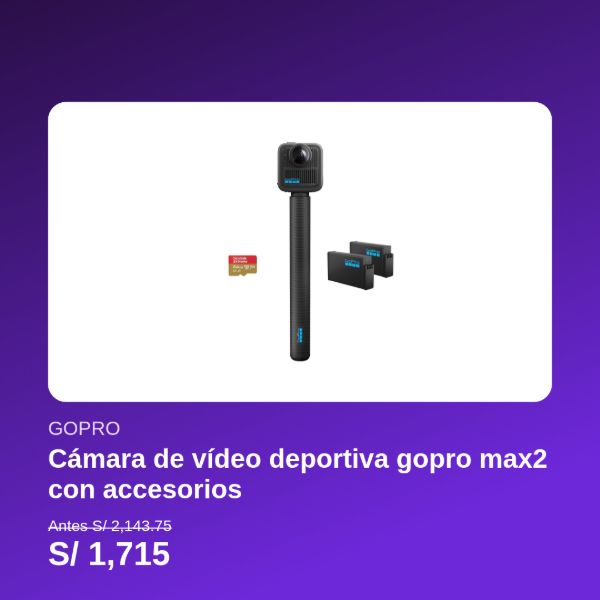 GOPRO
Cámara de vídeo deportiva gopro max2
con accesorios
Antes S/ 2,143.75
S/ 1,715